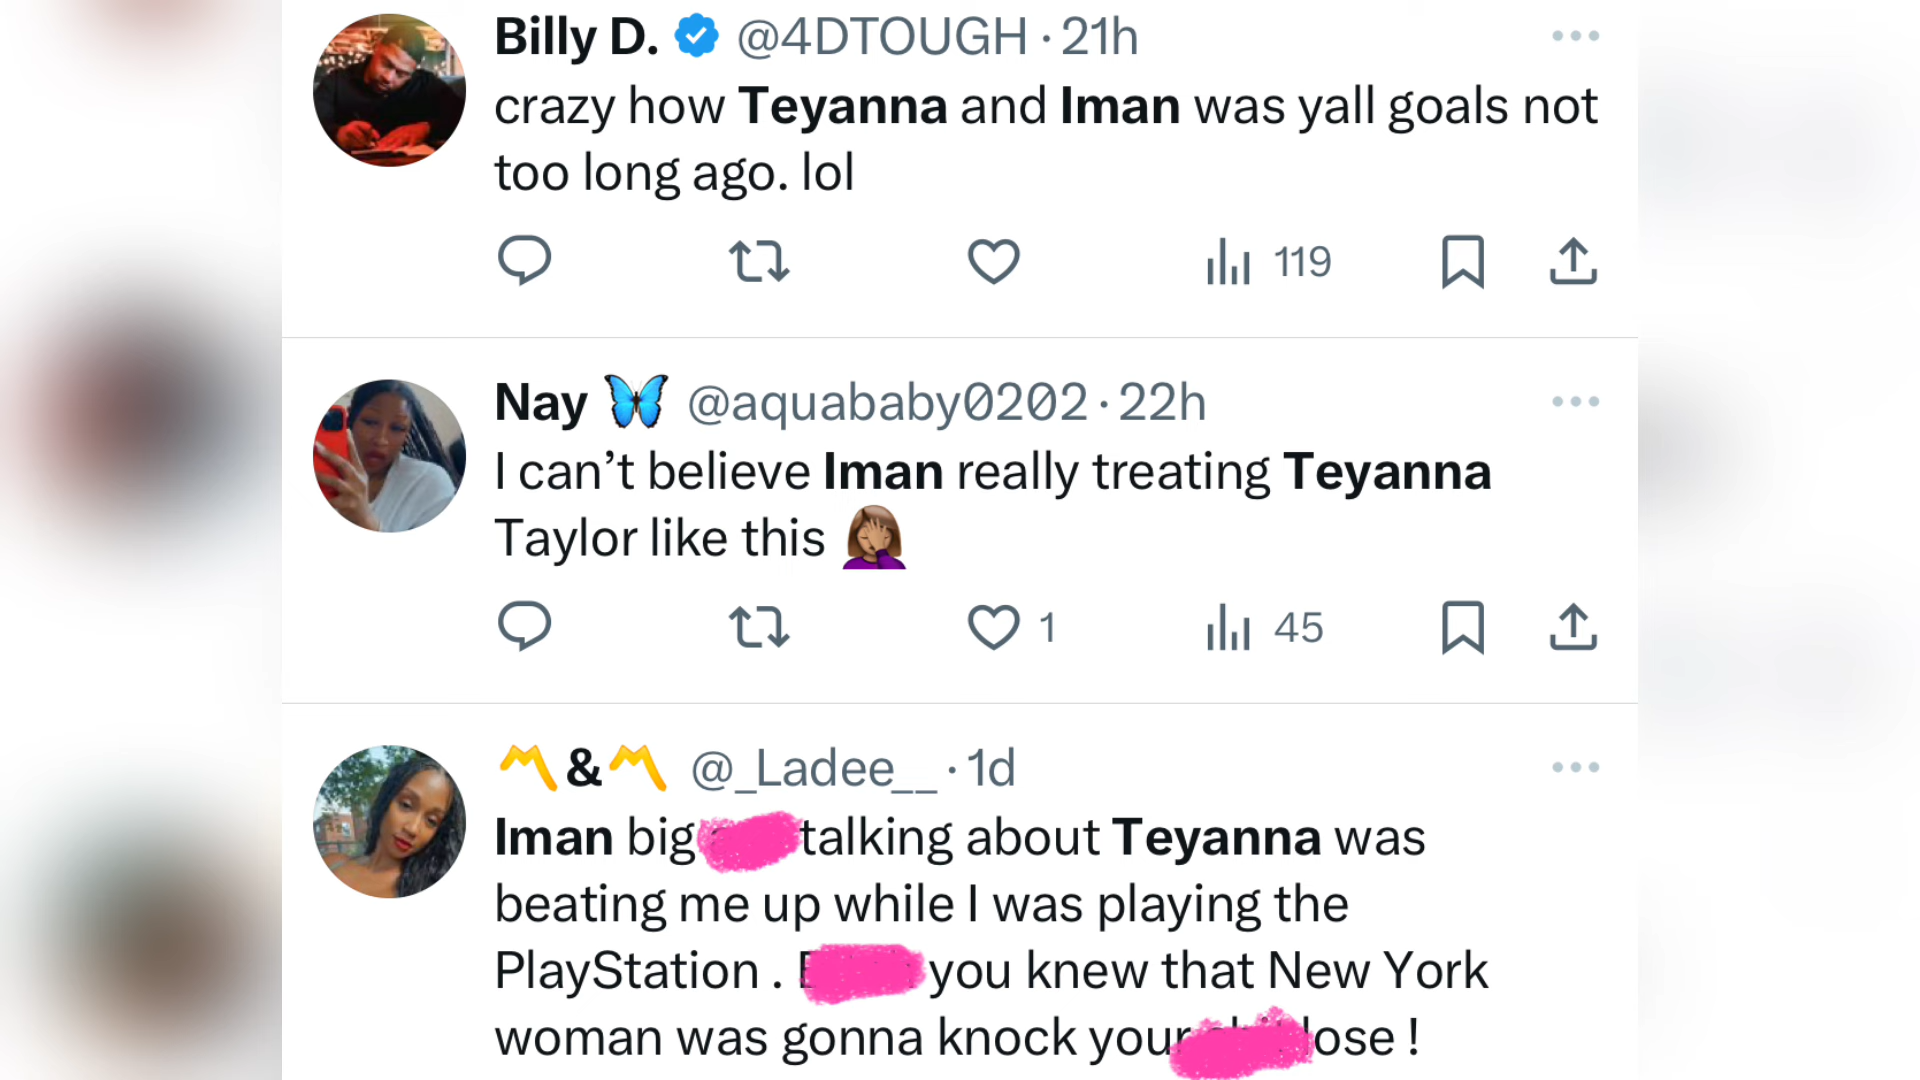 Billy D. @4DTOUGH · 21h
crazy how Teyanna and Iman was yall goals not
too long ago. lol
119
Nay 🦋 @aquababy0202 · 22h
I can’t believe Iman really treating Teyanna
Taylor like this 🤦🏽‍♀️
1 45
〽️&〽️ @_Ladee__ · 1d
Iman big talking about Teyanna was
beating me up while I was playing the
PlayStation . you knew that New York
woman was gonna knock your lose !